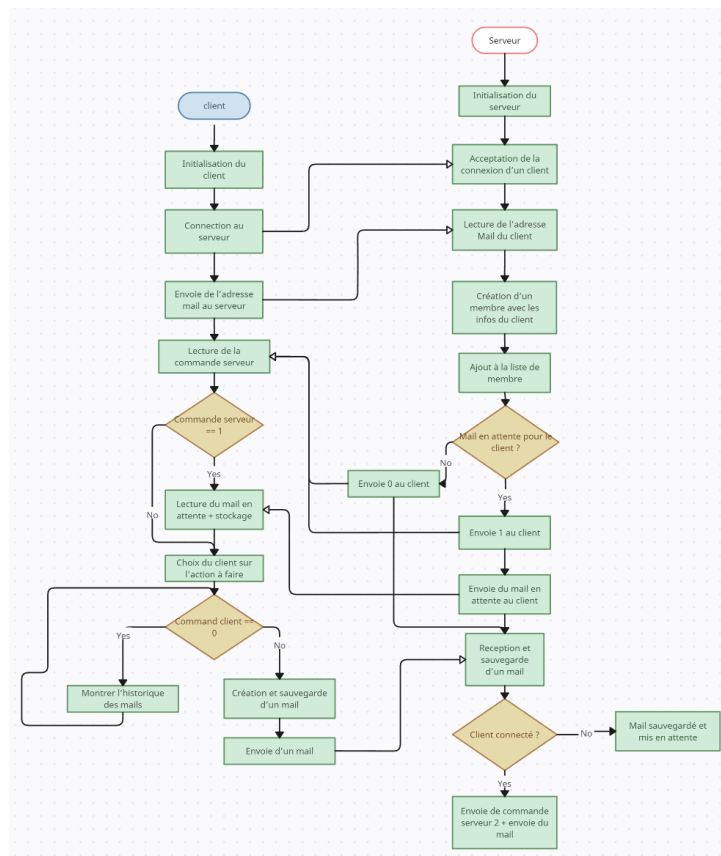 Serveur
Initialisation du
serveur
client
Acceptation de la
connexion d'un client
Initialisation du
client
Connection au
serveur
Lecture de l'adresse
Mail du client
Envoie de l'adresse
mail au serveur
Création d'un
membre avec les
infos du client
Lecture de la
commande serveur
Ajout à la liste de
membre
Commande serveur
== 1
Mail en attente pour le
client ?
No
Yes
Envoie 0 au client
Yes
Lecture du mail en
attente + stockage
No
Envoie 1 au client
Choix du client sur
l'action à faire
Envoie du mail en
attente au client
Command client ==
0
Yes
No
Reception et
sauvegarde
d'un mail
Montrer l'historique
des mails
Création et sauvegarde
d'un mail
Envoie d'un mail
Client connecté ?
No
Mail sauvegardé et
mis en attente
Yes
Envoie de commande
serveur 2 + envoie du
mail